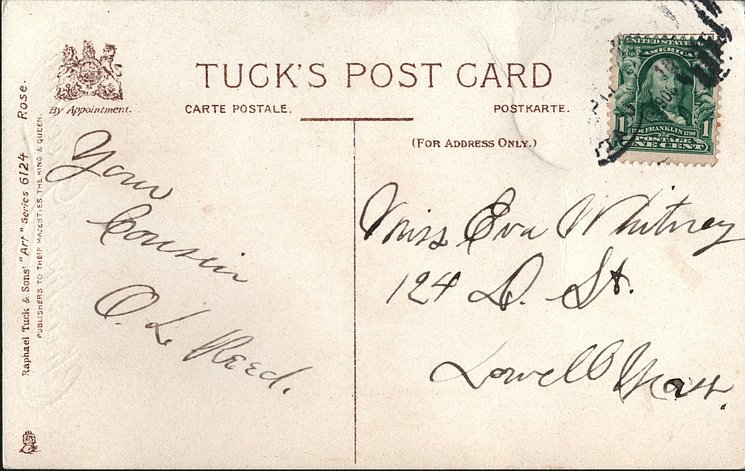 TUCK'S POST CARD
By Appointment.
CARTE POSTALE.
POSTKARTE.
(FOR ADDRESS ONLY.)
UNITED STATES OF
AMERICA
1
1
FRANKLIN
POSTAGE
ONE CENT
Your
Cousin
O. L. Reed.
Miss Eva Whitney
124 D. St.
Lowell Mass.
Raphael Tuck & Sons' "Art" Series 6124 Rose.
PUBLISHERS TO THEIR MAJESTIES THE KING & QUEEN.